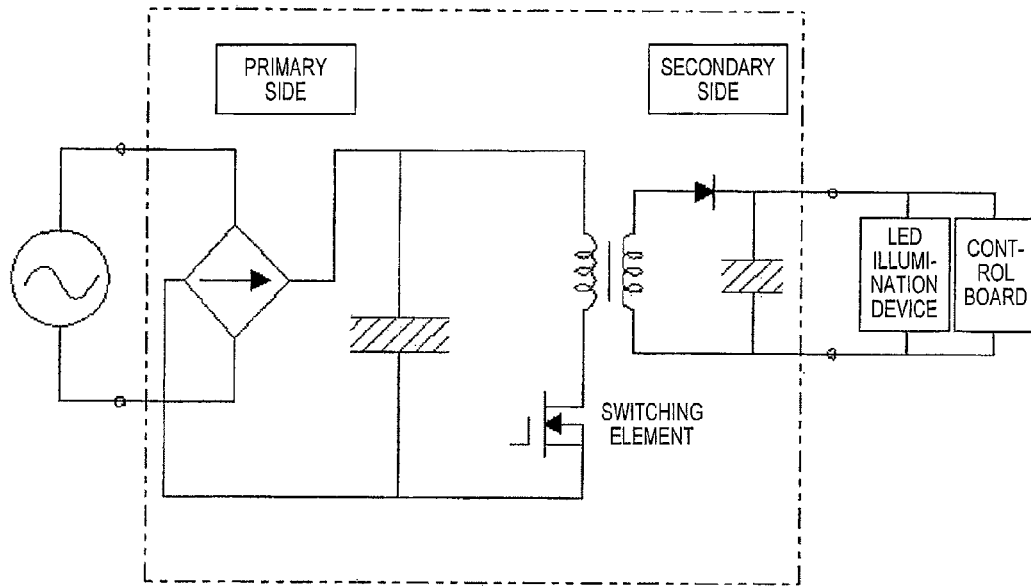 PRIMARY
SIDE
SECONDARY
SIDE
LED
ILLUMI-
NATION
DEVICE
CONT-
ROL
BOARD
SWITCHING
ELEMENT